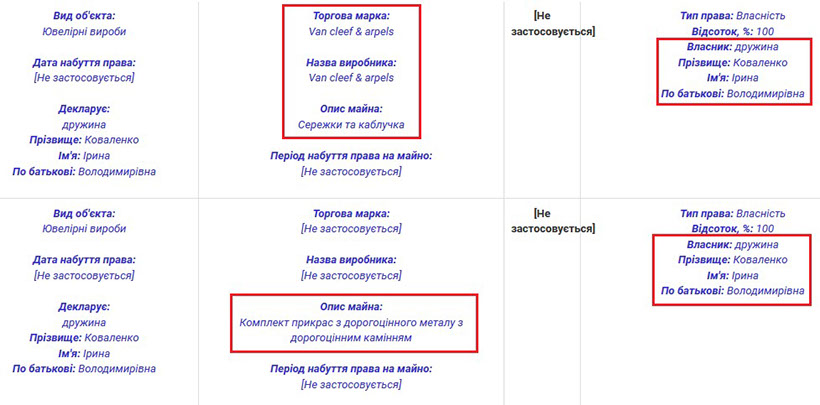 Вид об'єкта:
Ювелірні вироби
Дата набуття права:
[Не застосовується]
Декларує:
дружина
Прізвище: Коваленко
Ім'я: Ірина
По батькові: Володимирівна
Торгова марка:
Van cleef & arpels
Назва виробника:
Van cleef & arpels
Опис майна:
Сережки та каблучка
Період набуття права на майно:
[Не застосовується]
[Не
застосовується]
Тип права: Власність
Відсоток, %: 100
Власник: дружина
Прізвище: Коваленко
Ім'я: Ірина
По батькові: Володимирівна
Вид об'єкта:
Ювелірні вироби
Дата набуття права:
[Не застосовується]
Декларує:
дружина
Прізвище: Коваленко
Ім'я: Ірина
По батькові: Володимирівна
Торгова марка:
[Не застосовується]
Назва виробника:
[Не застосовується]
Опис майна:
Комплект прикрас з дорогоцінного металу з
дорогоцінним камінням
Період набуття права на майно:
[Не застосовується]
[Не
застосовується]
Тип права: Власність
Відсоток, %: 100
Власник: дружина
Прізвище: Коваленко
Ім'я: Ірина
По батькові: Володимирівна